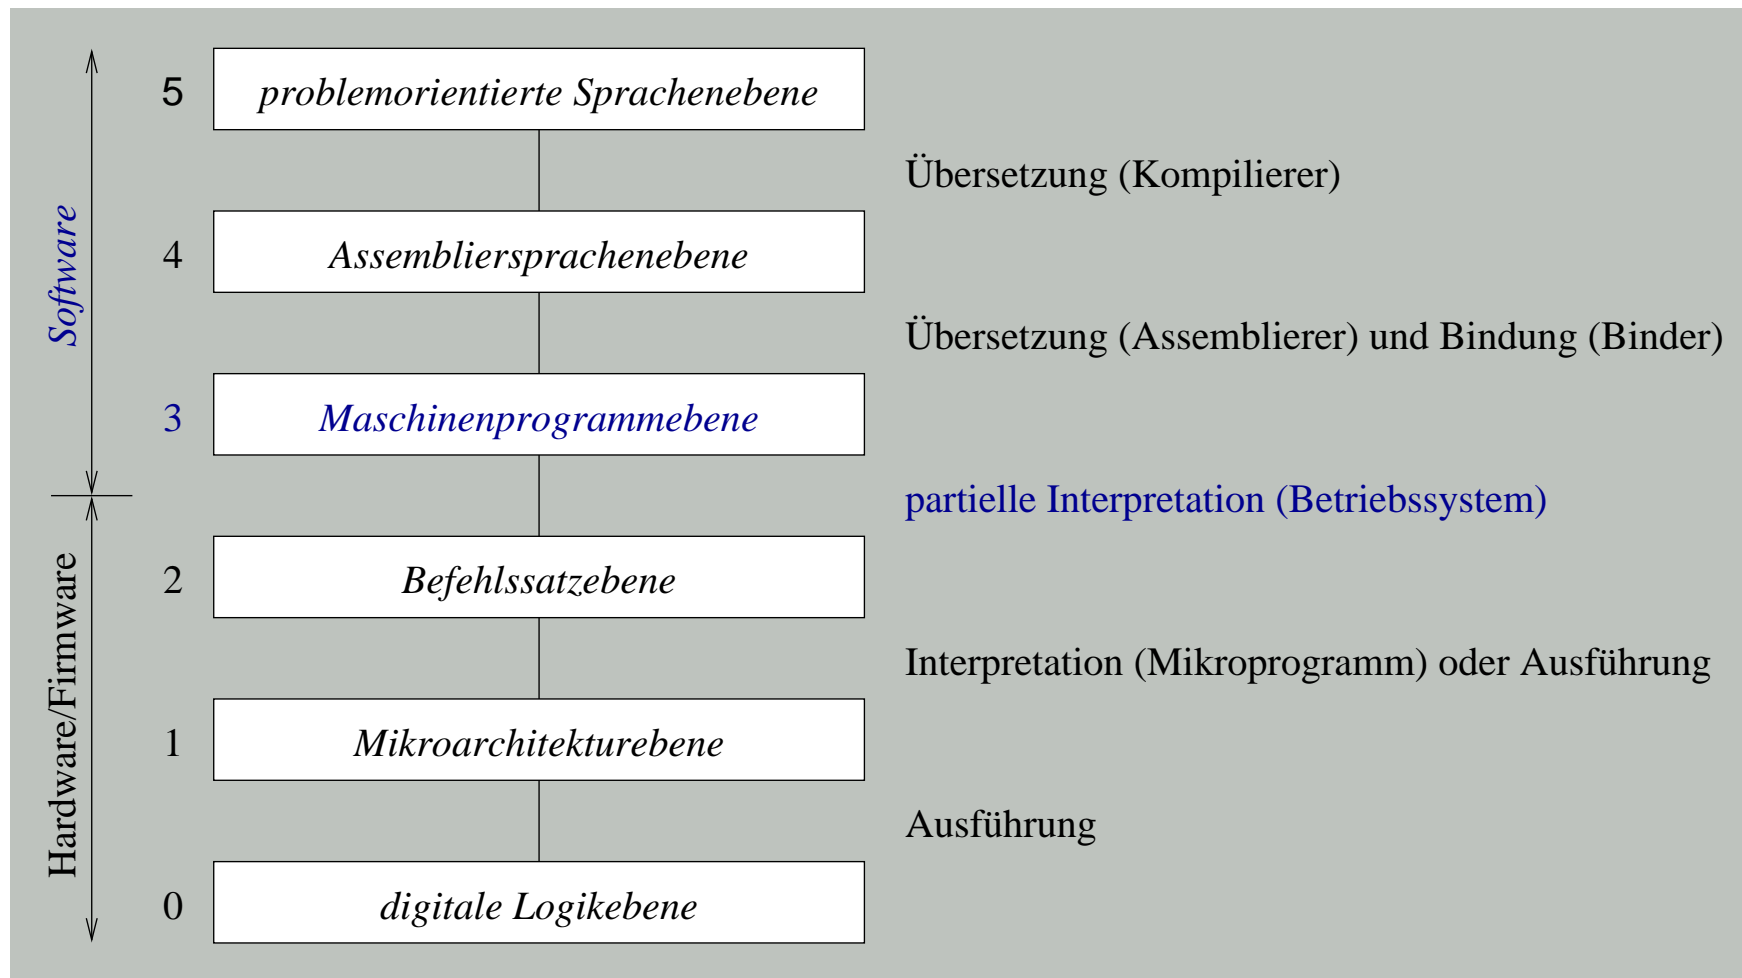 5 problemorientierte Sprachenebene
Übersetzung (Kompilierer)
4 Assembliersprachenebene
Übersetzung (Assemblierer) und Bindung (Binder)
3 Maschinenprogrammebene
partielle Interpretation (Betriebssystem)
2 Befehlssatzebene
Interpretation (Mikroprogramm) oder Ausführung
1 Mikroarchitekturebene
Ausführung
0 digitale Logikebene
Software
Hardware/Firmware